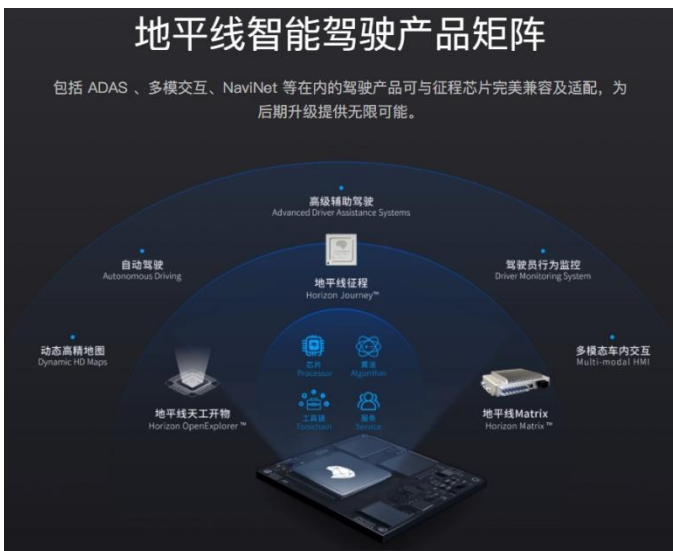 地平线智能驾驶产品矩阵
包括 ADAS 、多模交互、NaviNet 等在内的驾驶产品可与征程芯片完美兼容及适配，为
后期升级提供无限可能。
高级辅助驾驶
Advanced Driver Assistance Systems
自动驾驶
Autonomous Driving
驾驶员行为监控
Driver Monitoring System
地平线征程
Horizon Journey™
动态高精地图
Dynamic HD Maps
多模态车内交互
Multi-modal HMI
芯片
Processor
算法
Algorithm
地平线天工开物
Horizon OpenExplorer™
地平线Matrix
Horizon Matrix™
工具链
Toolchain
服务
Service